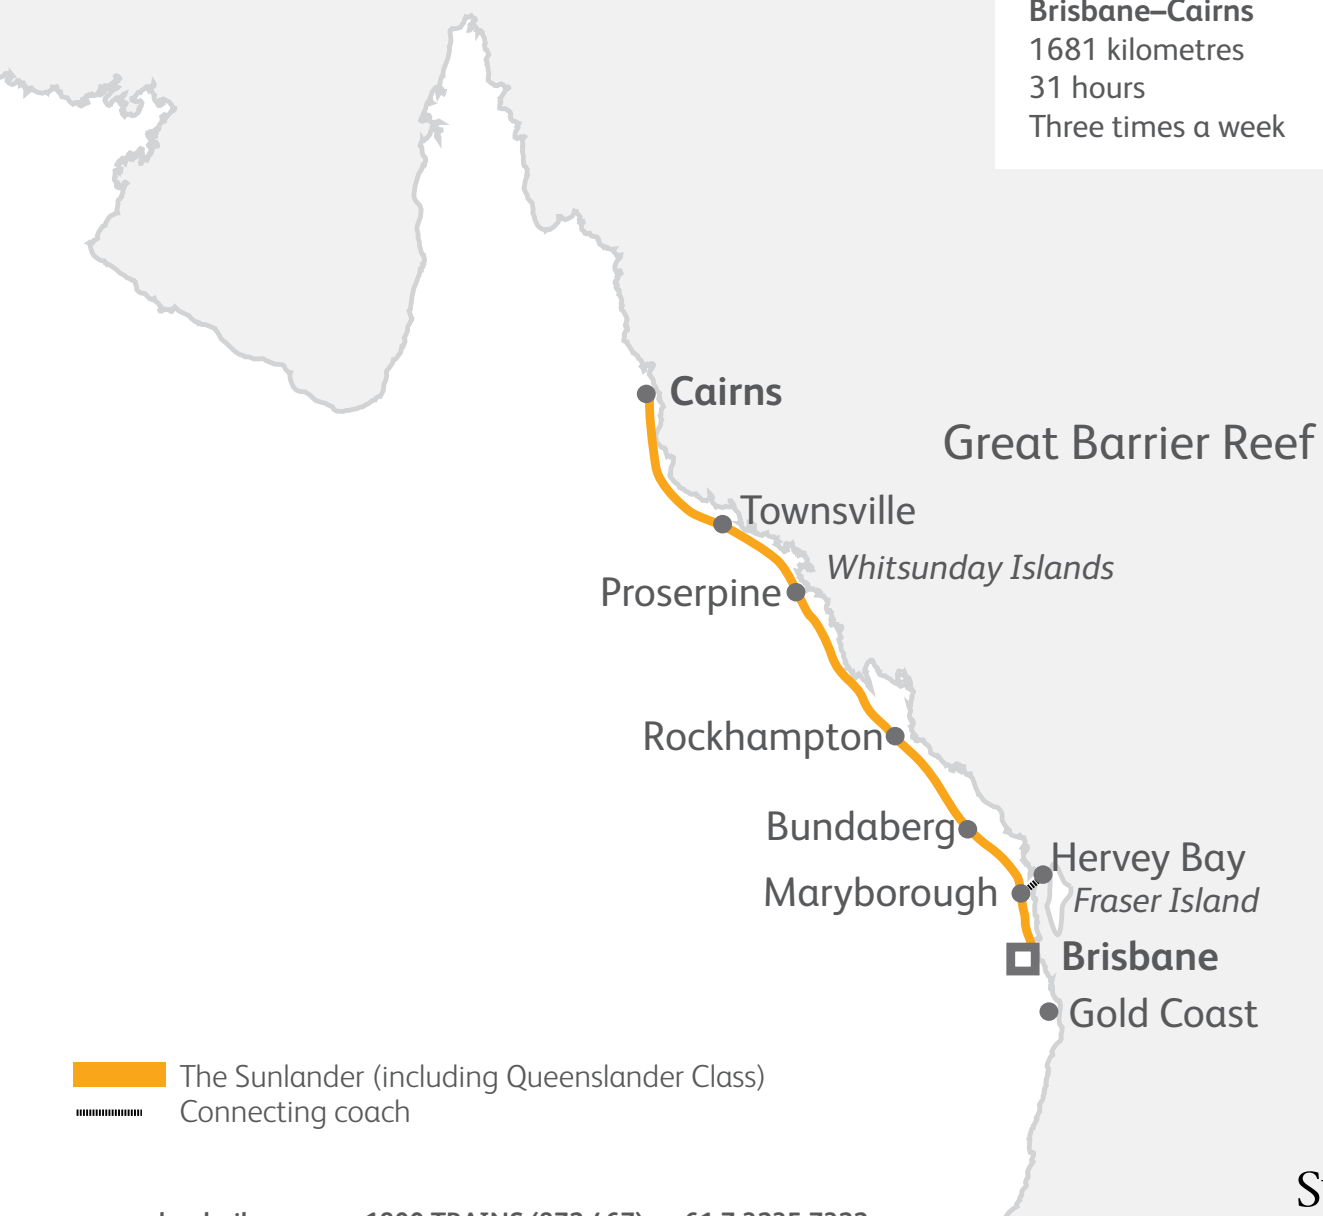 Brisbane–Cairns
1681 kilometres
31 hours
Three times a week
Cairns
Great Barrier Reef
Townsville
Whitsunday Islands
Proserpine
Rockhampton
Bundaberg
Hervey Bay
Maryborough
Fraser Island
Brisbane
Gold Coast
The Sunlander (including Queenslander Class)
Connecting coach